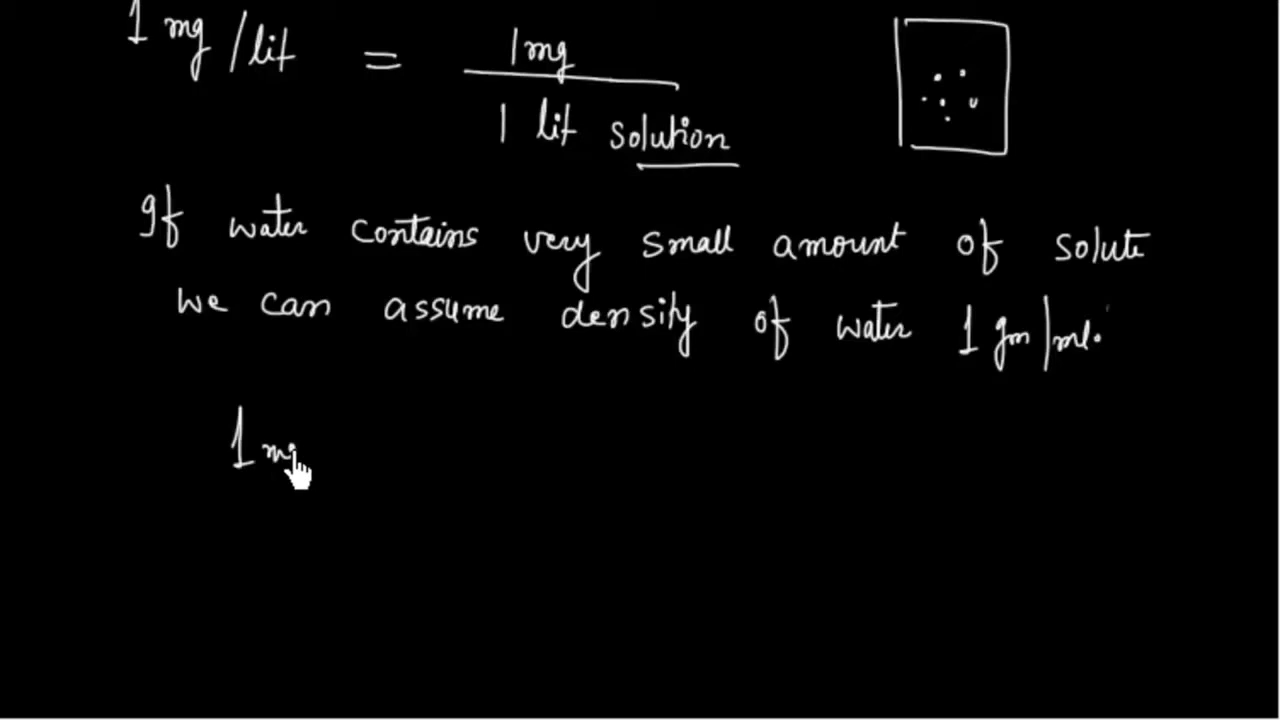 1 mg/lit = 1mg
1 lit solution
If water contains very small amount of solute
we can assume density of water 1 gm/ml.
1 m